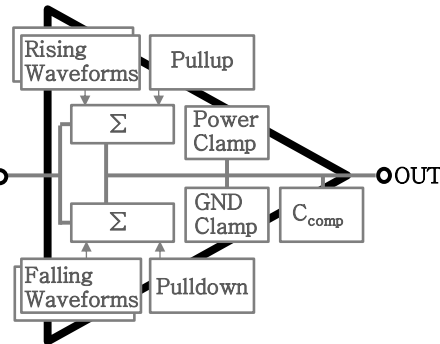 Rising
Waveforms
Pullup
Σ
Power
Clamp
OUT
GND
Clamp
Ccomp
Σ
Falling
Waveforms
Pulldown